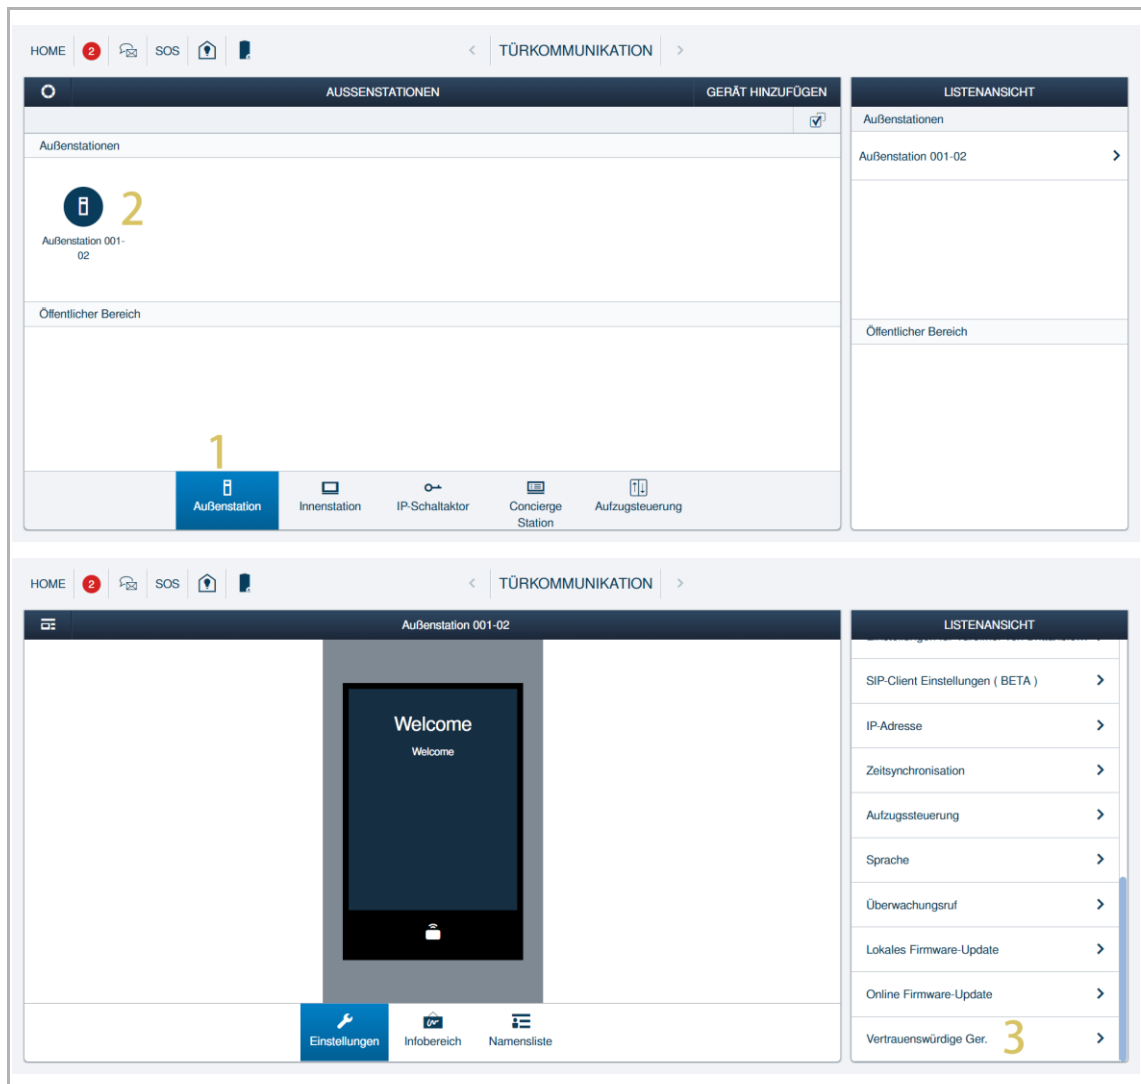 HOME 2 SOS < TÜRKOMMUNIKATION >
AUSSENSTATIONEN GERÄT HINZUFÜGEN
Außenstationen
2
Außenstation 001-
02
Öffentlicher Bereich
1
Außenstation Innenstation IP-Schaltaktor Concierge Aufzugsteuerung
Station
LISTENANSICHT
Außenstationen
Außenstation 001-02
Öffentlicher Bereich
HOME 2 SOS < TÜRKOMMUNIKATION >
Außenstation 001-02
Welcome
Welcome
Einstellungen Infobereich Namensliste
LISTENANSICHT
SIP-Client Einstellungen ( BETA )
IP-Adresse
Zeitsynchronisation
Aufzugssteuerung
Sprache
Überwachungsruf
Lokales Firmware-Update
Online Firmware-Update
Vertrauenswürdige Ger. 3